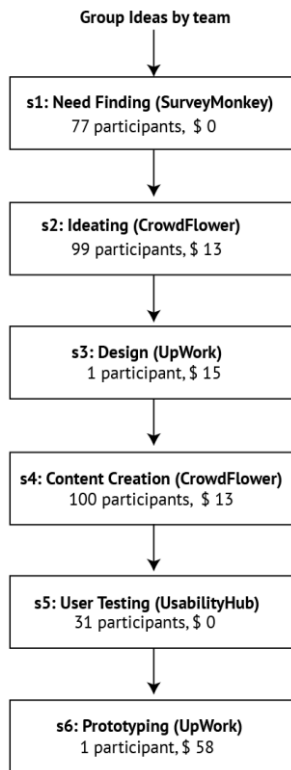 Group Ideas by team
s1: Need Finding (SurveyMonkey)
77 participants, $ 0
s2: Ideating (CrowdFlower)
99 participants, $ 13
s3: Design (UpWork)
1 participant, $ 15
s4: Content Creation (CrowdFlower)
100 participants, $ 13
s5: User Testing (UsabilityHub)
31 participants, $ 0
s6: Prototyping (UpWork)
1 participant, $ 58